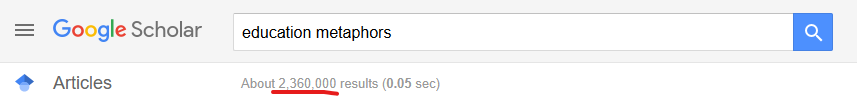 Google Scholar
education metaphors
Articles
About 2,360,000 results (0.05 sec)